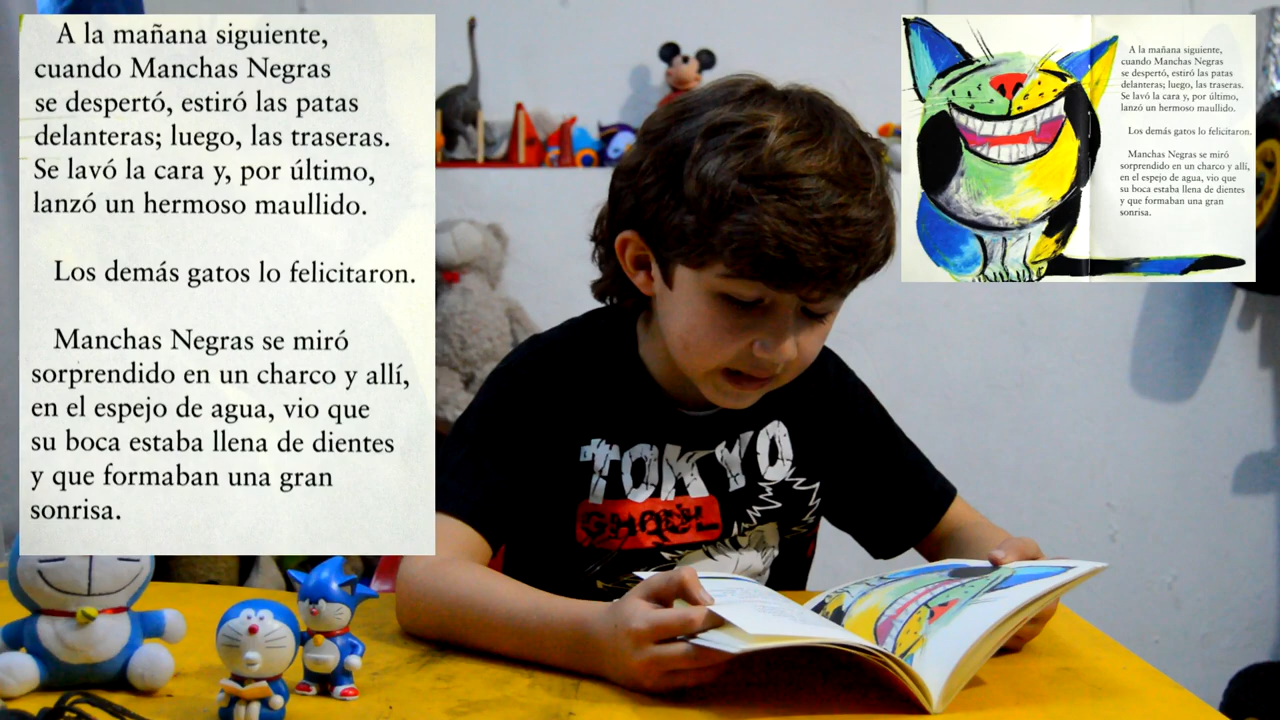 A la mañana siguiente,
cuando Manchas Negras
se despertó, estiró las patas
delanteras; luego, las traseras.
Se lavó la cara y, por último,
lanzó un hermoso maullido.
Los demás gatos lo felicitaron.
Manchas Negras se miró
sorprendido en un charco y allí,
en el espejo de agua, vio que
su boca estaba llena de dientes
y que formaban una gran
sonrisa.
A la mañana siguiente,
cuando Manchas Negras
se despertó, estiró las patas
delanteras; luego, las traseras.
Se lavó la cara y, por último,
lanzó un hermoso maullido.
Los demás gatos lo felicitaron.
Manchas Negras se miró
sorprendido en un charco y allí,
en el espejo de agua, vio que
su boca estaba llena de dientes
y que formaban una gran
sonrisa.
TOKYO
GHOUL